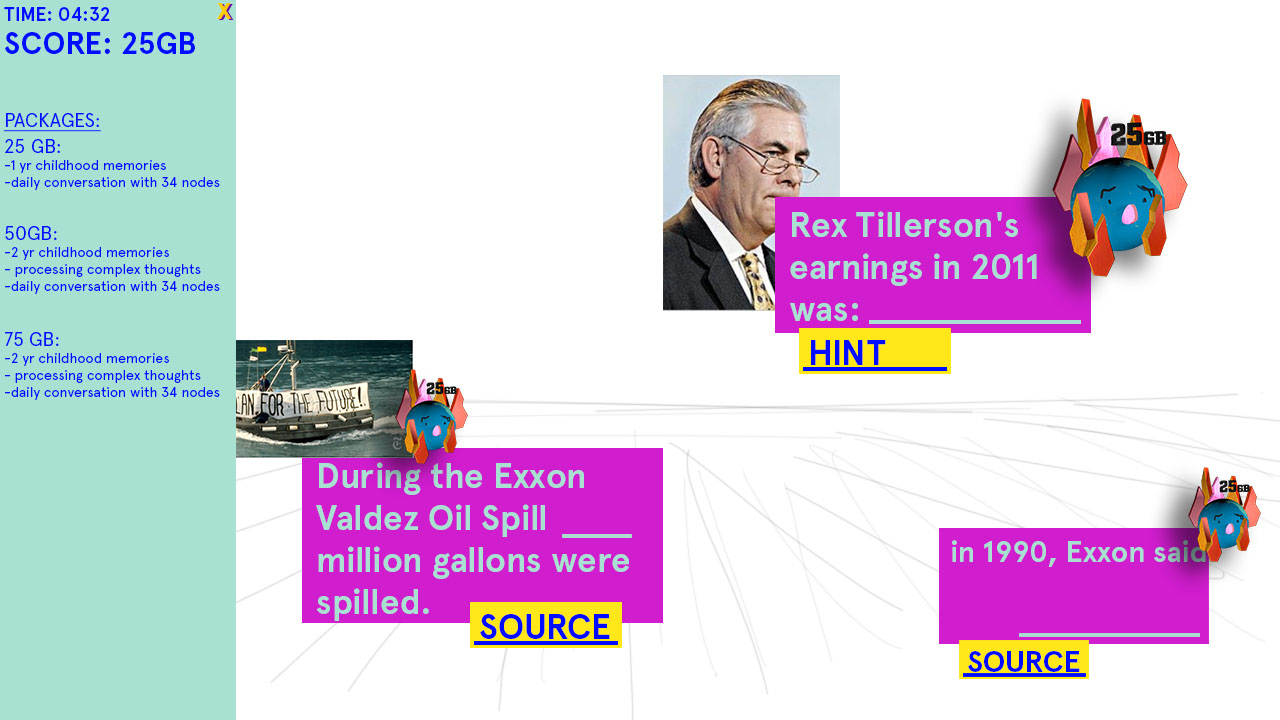 TIME: 04:32
X
SCORE: 25GB
PACKAGES:
25 GB:
-1 yr childhood memories
-daily conversation with 34 nodes
50GB:
-2 yr childhood memories
- processing complex thoughts
-daily conversation with 34 nodes
75 GB:
-2 yr childhood memories
- processing complex thoughts
-daily conversation with 34 nodes
25GB
Rex Tillerson's
earnings in 2011
was: ____________
HINT
FOR THE FUTURE!
25GB
During the Exxon
Valdez Oil Spill ____
million gallons were
spilled.
SOURCE
25GB
in 1990, Exxon said
____________
SOURCE